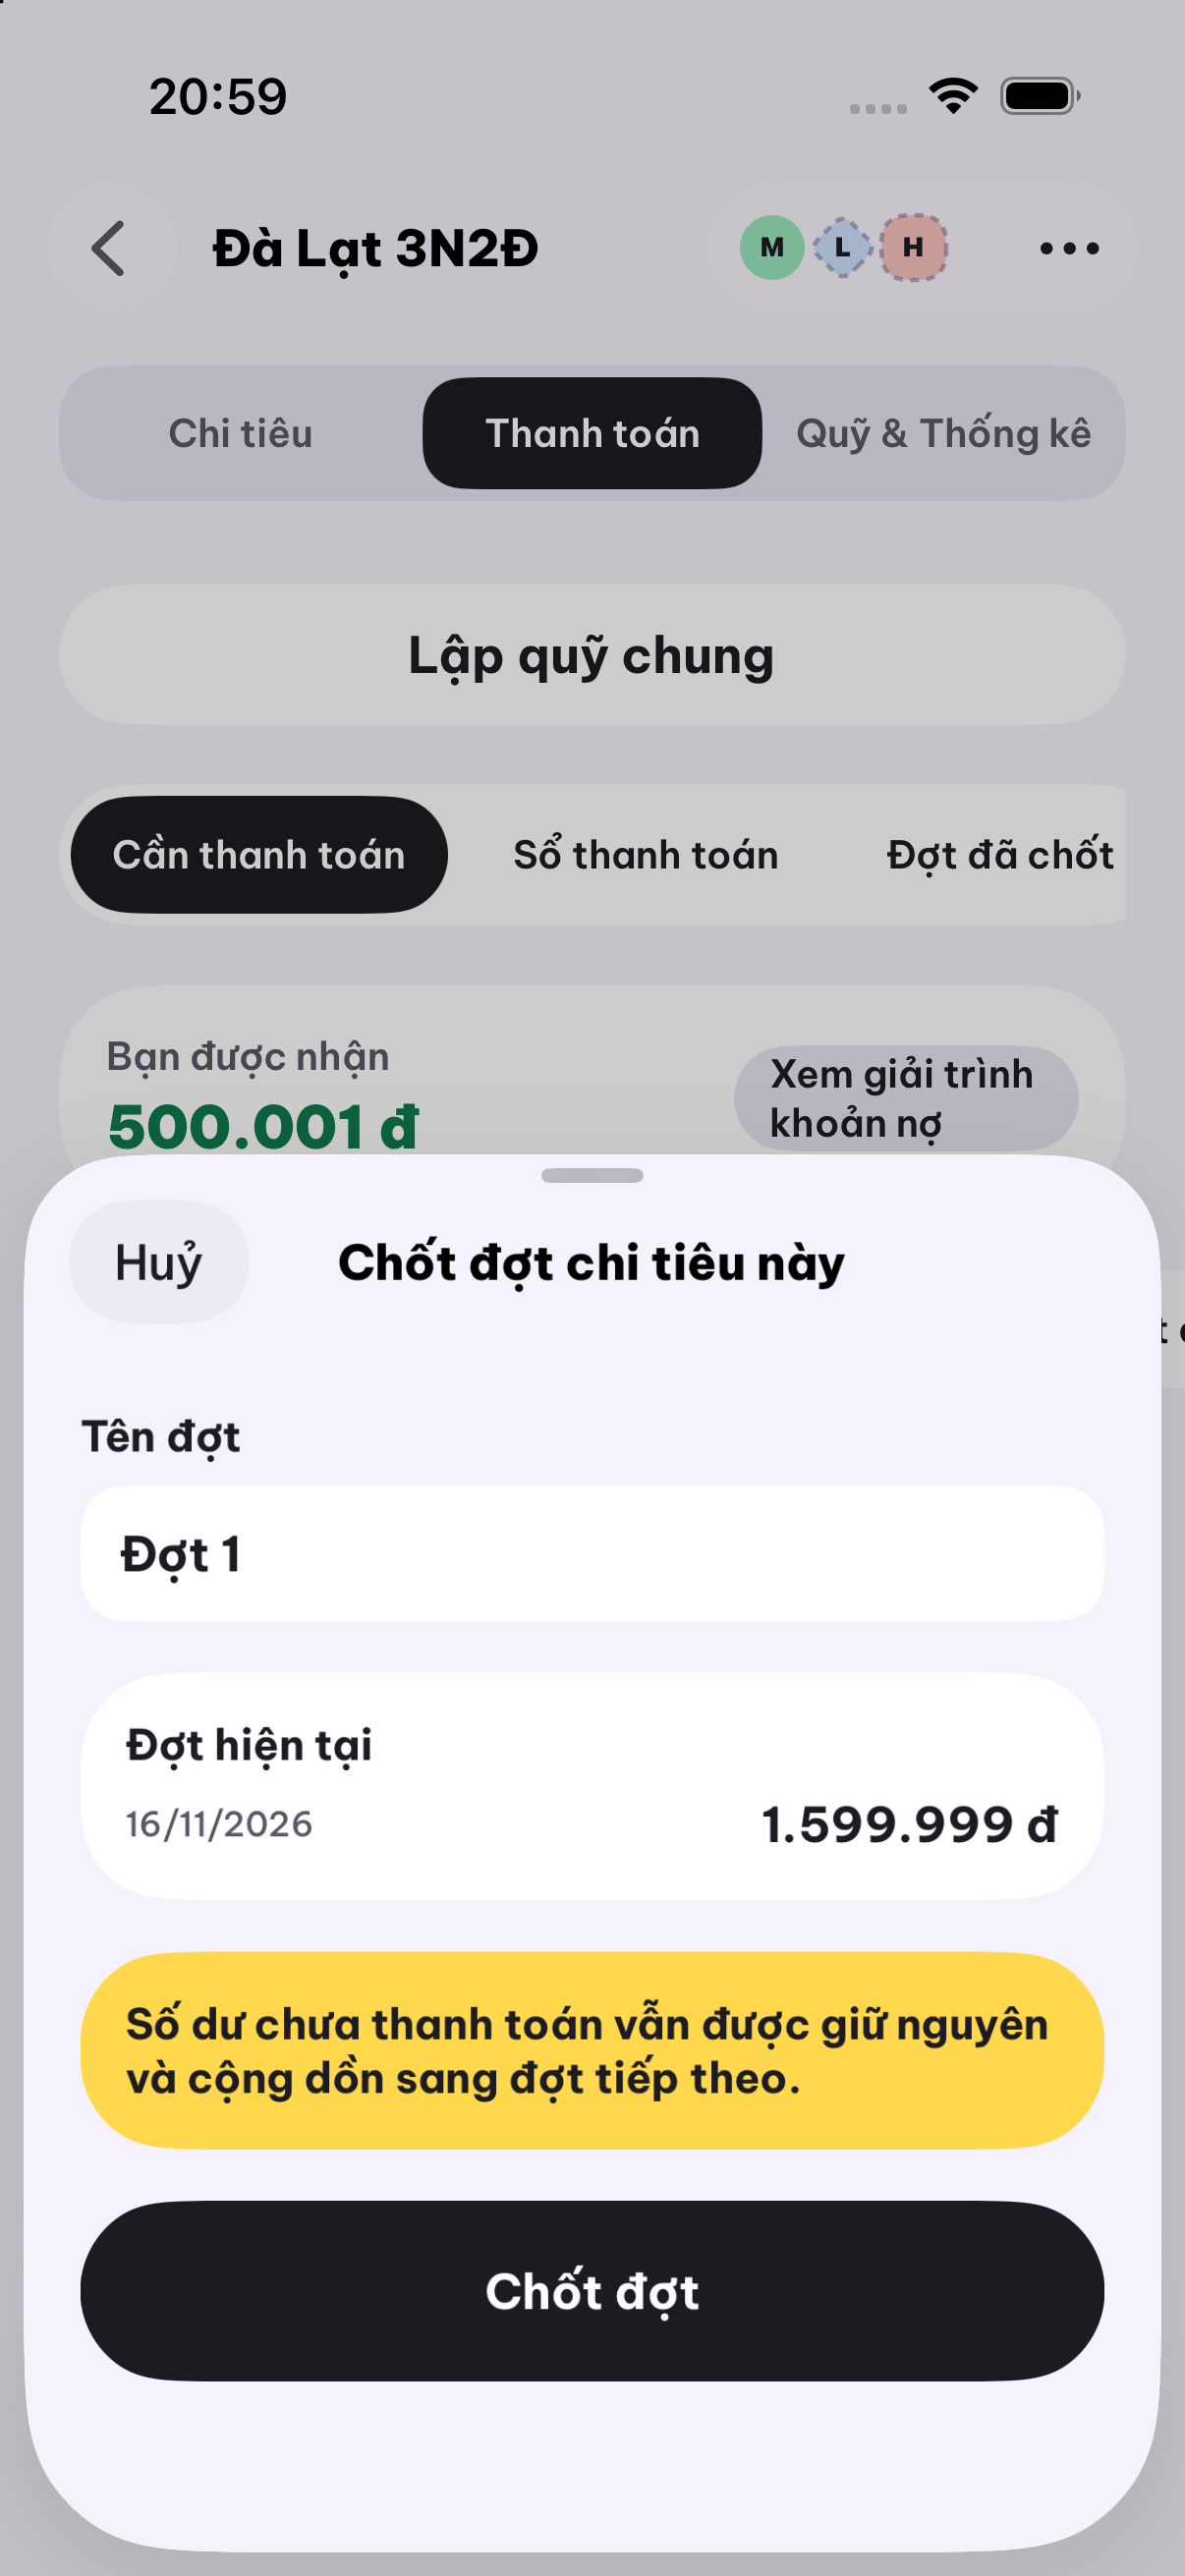 20:59
Đà Lạt 3N2Đ
M L H
Chi tiêu
Thanh toán
Quỹ & Thống kê
Lập quỹ chung
Cần thanh toán
Sổ thanh toán
Đợt đã chốt
Bạn được nhận
500.001 đ
Xem giải trình
khoản nợ
Huỷ
Chốt đợt chi tiêu này
Tên đợt
Đợt 1
Đợt hiện tại
16/11/2026
1.599.999 đ
Số dư chưa thanh toán vẫn được giữ nguyên
và cộng dồn sang đợt tiếp theo.
Chốt đợt